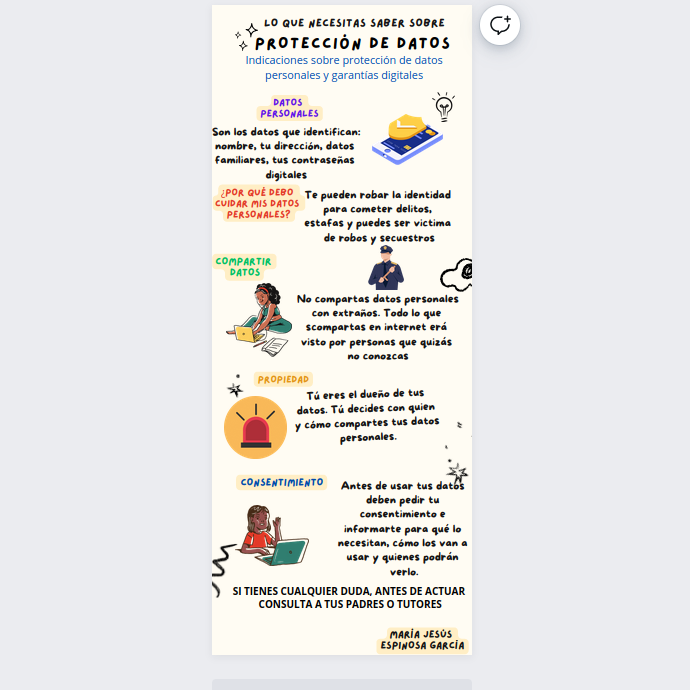 LO QUE NECESITAS SABER SOBRE
PROTECCIÓN DE DATOS
Indicaciones sobre protección de datos
personales y garantías digitales
DATOS
PERSONALES
Son los datos que identifican:
nombre, tu dirección, datos
familiares, tus contraseñas
digitales
¿POR QUÉ DEBO
CUIDAR MIS DATOS
PERSONALES?
Te pueden robar la identidad
para cometer delitos,
estafas y puedes ser victima
de robos y secuestros
COMPARTIR
DATOS
No compartas datos personales
con extraños. Todo lo que
scompartas en internet erá
visto por personas que quizás
no conozcas
PROPIEDAD
Tú eres el dueño de tus
datos. Tú decides con quien
y cómo compartes tus datos
personales.
CONSENTIMIENTO
Antes de usar tus datos
deben pedir tu
consentimiento e
informarte para qué lo
necesitan, cómo los van a
usar y quienes podrán
verlo.
SI TIENES CUALQUIER DUDA, ANTES DE ACTUAR
CONSULTA A TUS PADRES O TUTORES
MARÍA JESÚS
ESPINOSA GARCÍA